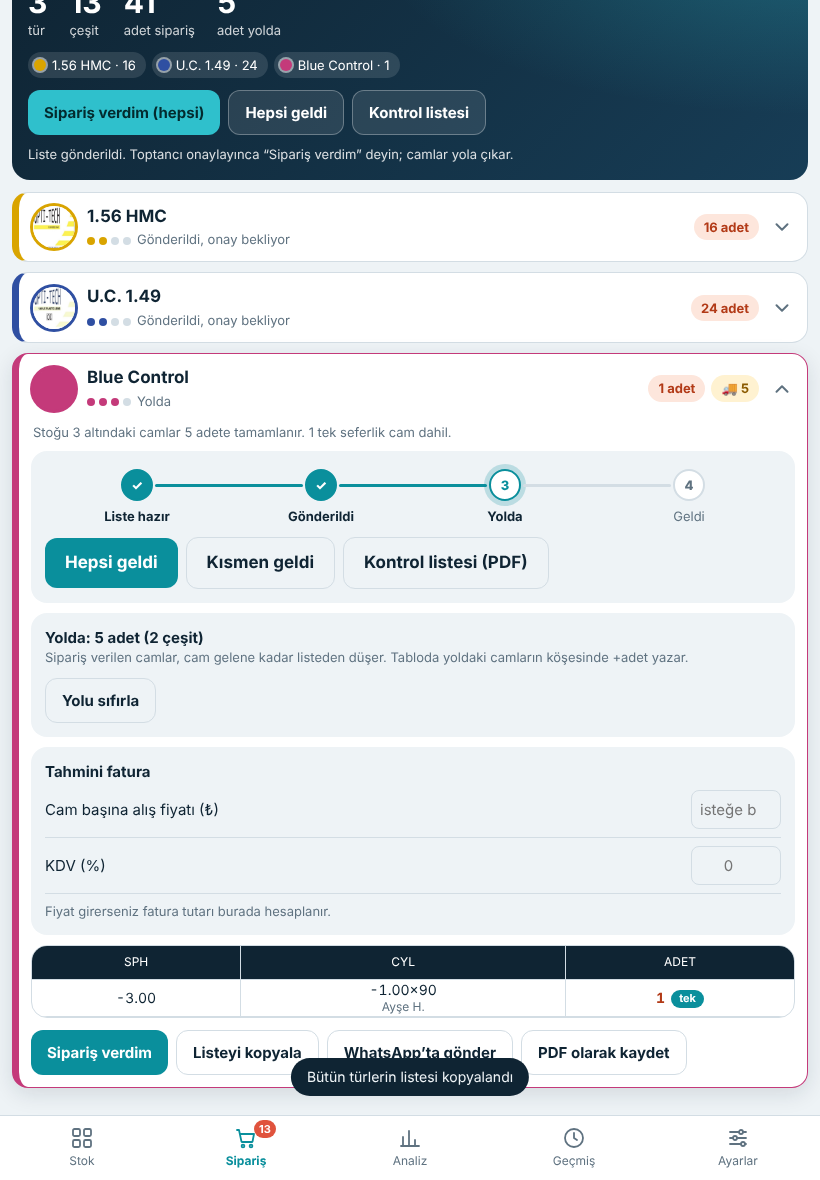 3 13 41 5
tür çeşit adet sipariş adet yolda
1.56 HMC · 16 U.C. 1.49 · 24 Blue Control · 1
Sipariş verdim (hepsi) Hepsi geldi Kontrol listesi
Liste gönderildi. Toptancı onaylayınca “Sipariş verdim” deyin; camlar yola çıkar.
OPTI-TECH
1.56 HMC
Gönderildi, onay bekliyor
16 adet
OPTI-TECH
U.C. 1.49
Gönderildi, onay bekliyor
24 adet
Blue Control
Yolda
1 adet 🚚 5
Stoğu 3 altındaki camlar 5 adete tamamlanır. 1 tek seferlik cam dahil.
3 4
Liste hazır Gönderildi Yolda Geldi
Hepsi geldi Kısmen geldi Kontrol listesi (PDF)
Yolda: 5 adet (2 çeşit)
Sipariş verilen camlar, cam gelene kadar listeden düşer. Tabloda yoldaki camların köşesinde +adet yazar.
Yolu sıfırla
Tahmini fatura
Cam başına alış fiyatı (₺) isteğe b
KDV (%) 0
Fiyat girerseniz fatura tutarı burada hesaplanır.
SPH CYL ADET
-3.00 -1.00×90 1 tek
Ayşe H.
Sipariş verdim Listeyi kopyala WhatsApp’ta gönder PDF olarak kaydet
Bütün türlerin listesi kopyalandı
13
Stok Sipariş Analiz Geçmiş Ayarlar